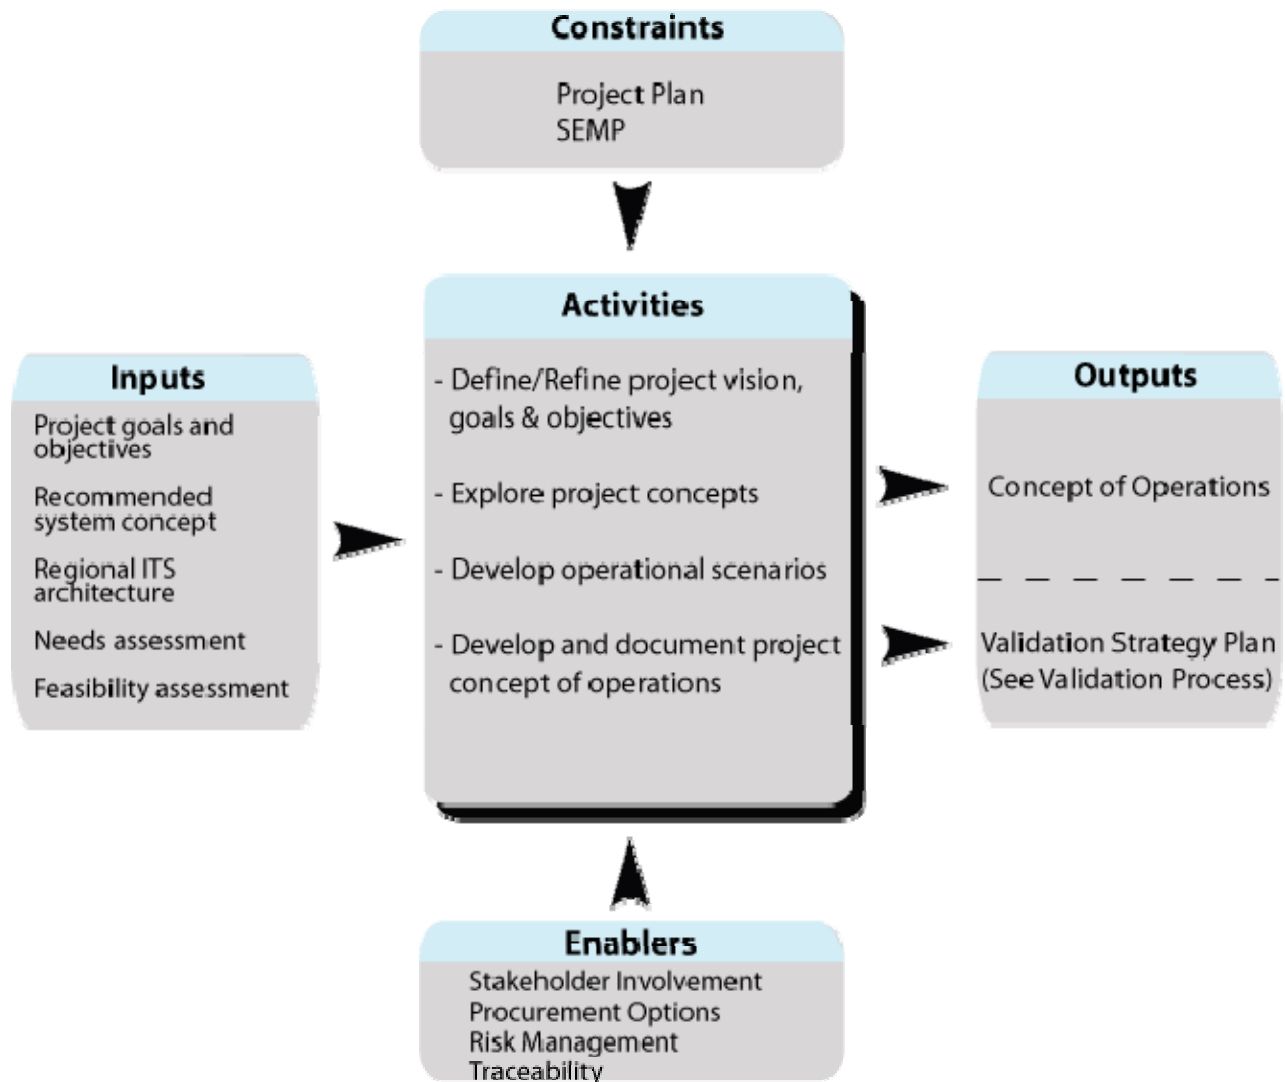 Constraints
Project Plan
SEMP
Activities
- Define/Refine project vision,
goals & objectives
- Explore project concepts
- Develop operational scenarios
- Develop and document project
concept of operations
Inputs
Project goals and
objectives
Recommended
system concept
Regional ITS
architecture
Needs assessment
Feasibility assessment
Outputs
Concept of Operations
Validation Strategy Plan
(See Validation Process)
Enablers
Stakeholder Involvement
Procurement Options
Risk Management
Traceability